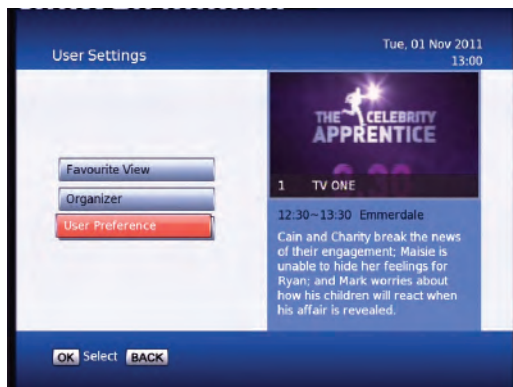 User Settings
Tue, 01 Nov 2011
13:00
THE CELEBRITY
APPRENTICE
1 TV ONE
Favourite View
Organizer
User Preference
12:30~13:30 Emmerdale
Cain and Charity break the news
of their engagement; Maisie is
unable to hide her feelings for
Ryan; and Mark worries about
how his children will react when
his affair is revealed.
OK Select BACK